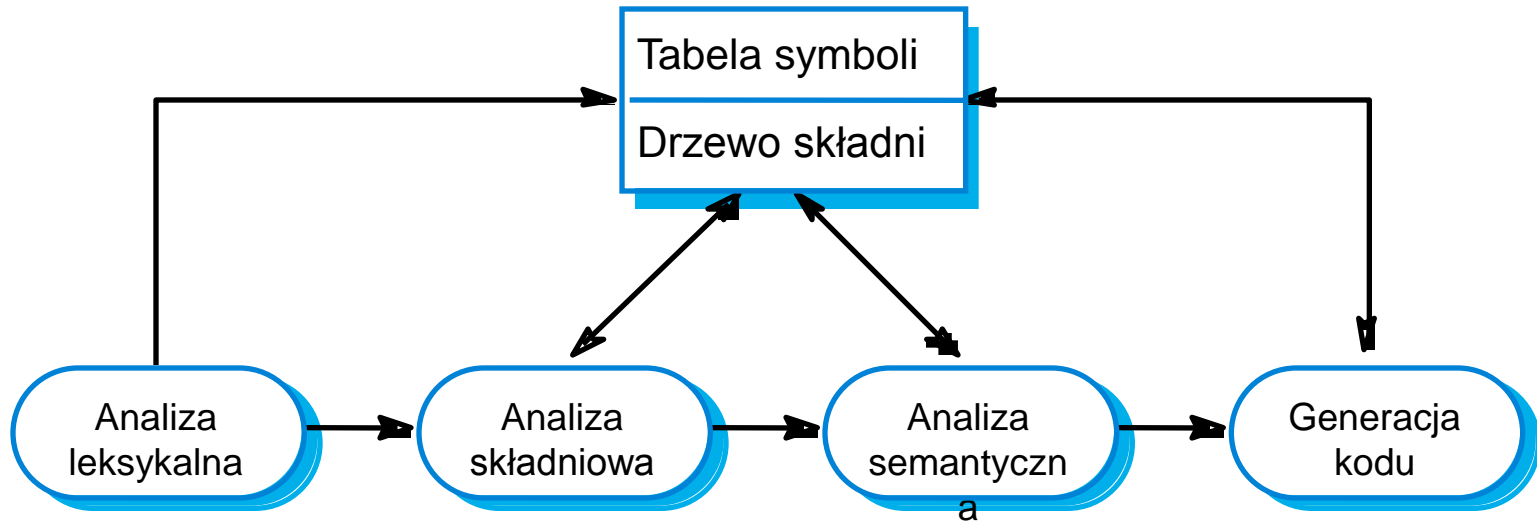 Tabela symboli
Drzewo składni
Analiza
leksykalna
Analiza
składniowa
Analiza
semantyczn
a
Generacja
kodu